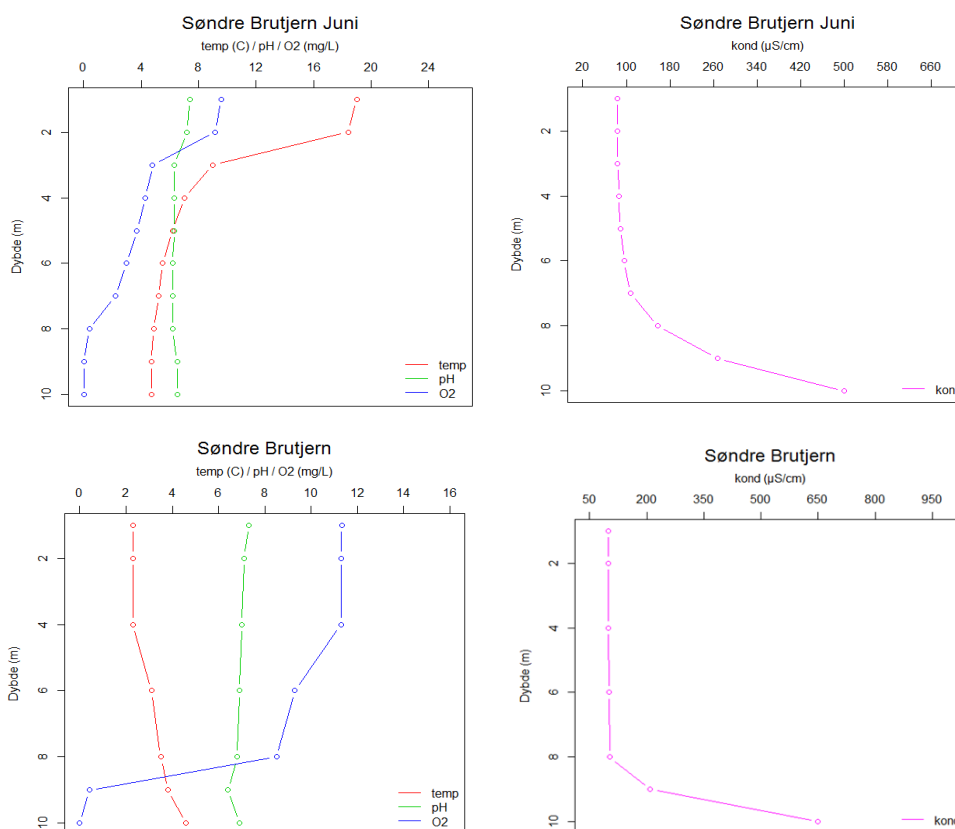 Søndre Brutjern Juni
temp (C) / pH / O2 (mg/L)
0 4 8 12 16 20 24
Dybde (m)
2
4
6
8
10
temp
pH
O2
Søndre Brutjern Juni
kond (µS/cm)
20 100 180 260 340 420 500 580 660
Dybde (m)
2
4
6
8
10
kond
Søndre Brutjern
temp (C) / pH / O2 (mg/L)
0 2 4 6 8 10 12 14 16
Dybde (m)
2
4
6
8
10
temp
pH
O2
Søndre Brutjern
kond (µS/cm)
50 200 350 500 650 800 950
Dybde (m)
2
4
6
8
10
kond